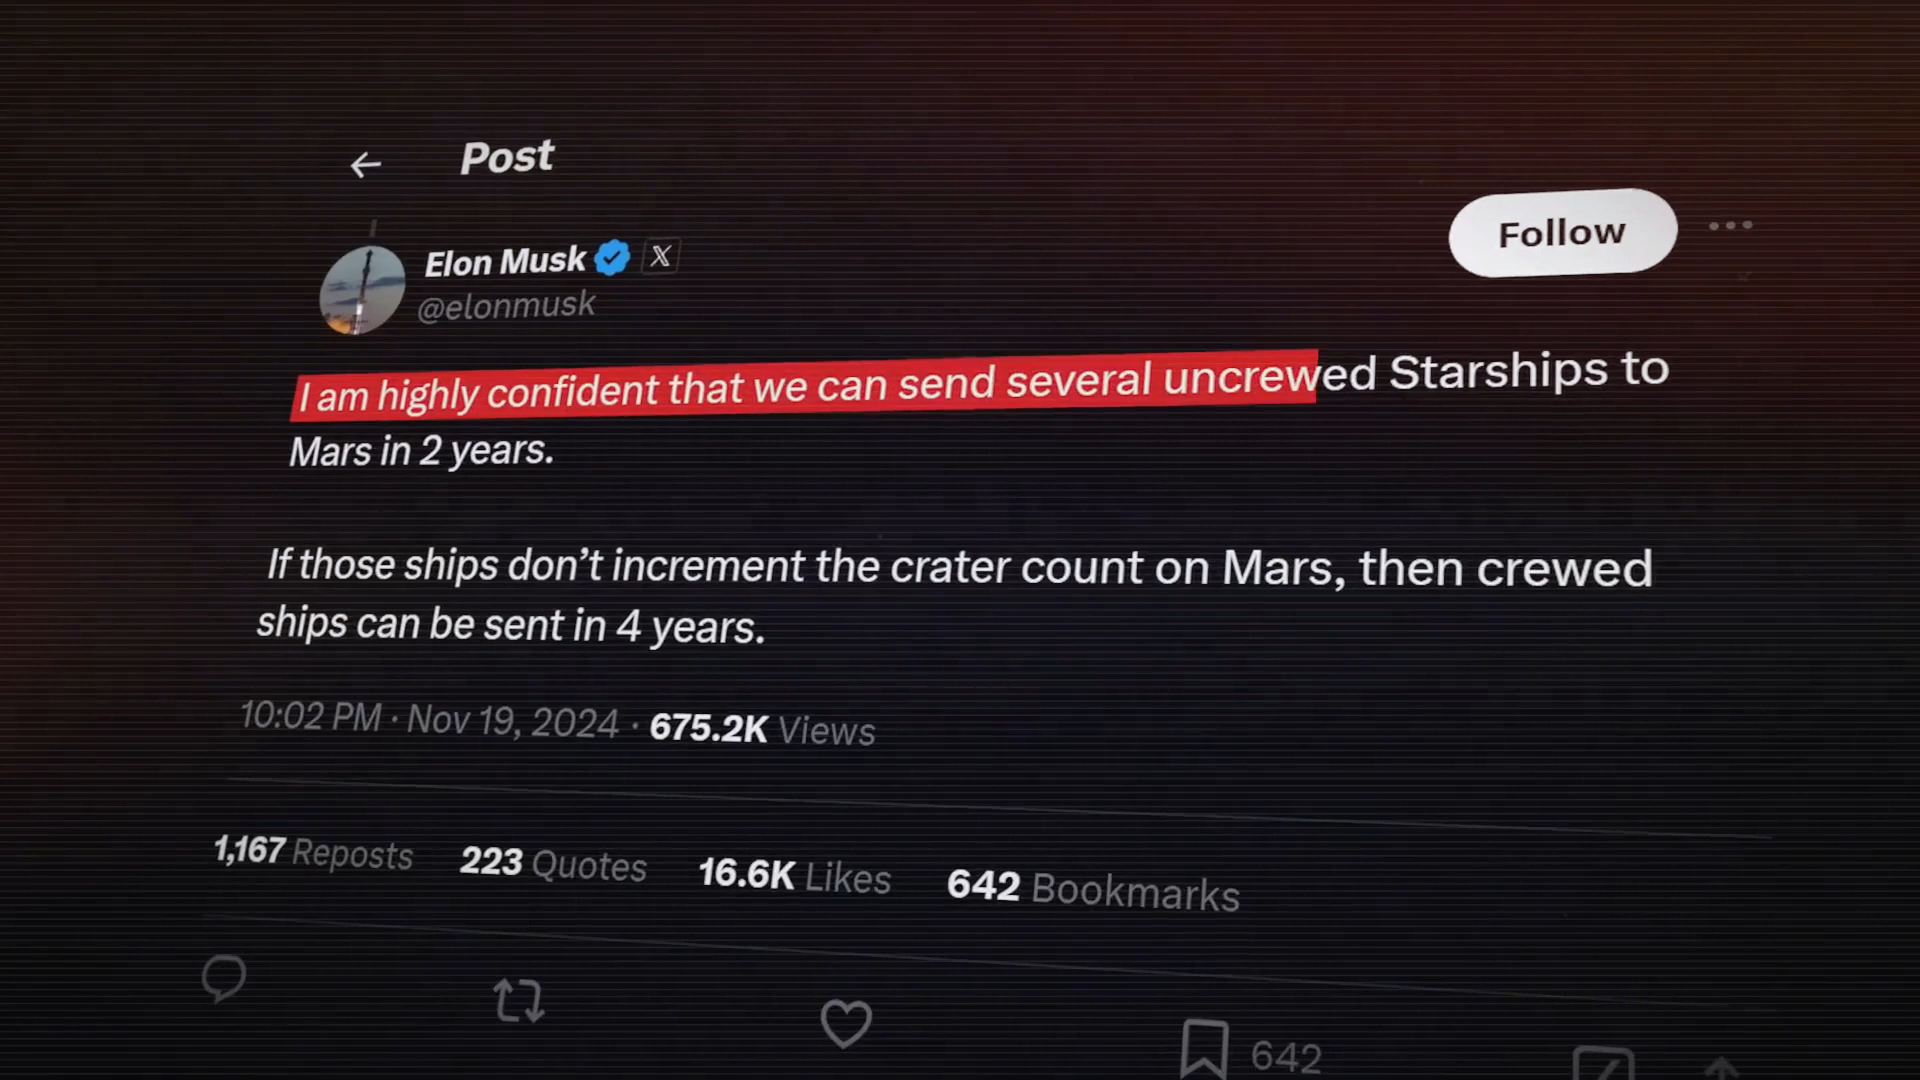 Post
Follow
Elon Musk
@elonmusk
I am highly confident that we can send several uncrewed Starships to
Mars in 2 years.
If those ships don’t increment the crater count on Mars, then crewed
ships can be sent in 4 years.
10:02 PM · Nov 19, 2024 · 675.2K Views
1,167 Reposts 223 Quotes 16.6K Likes 642 Bookmarks
642